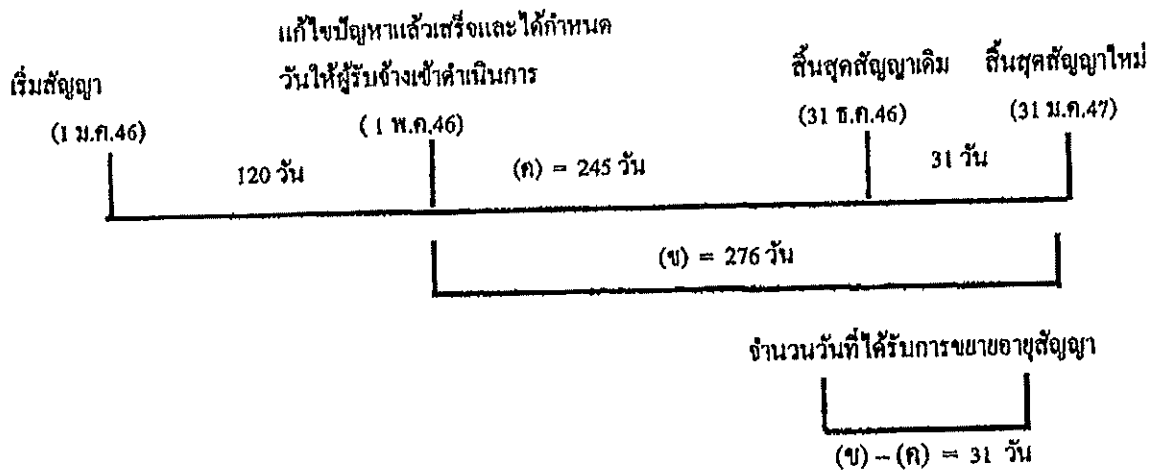 แก้ไขปัญหาแล้วเสร็จและได้กำหนด
วันให้ผู้รับจ้างเข้าดำเนินการ
เริ่มสัญญา
สิ้นสุดสัญญาเดิม
สิ้นสุดสัญญาใหม่
(1 ม.ค.46)
( 1 พ.ค.46)
(31 ธ.ค.46)
(31 ม.ค.47)
120 วัน
(ค) = 245 วัน
31 วัน
(ข) = 276 วัน
จำนวนวันที่ได้รับการขยายอายุสัญญา
(ข) – (ค) = 31 วัน